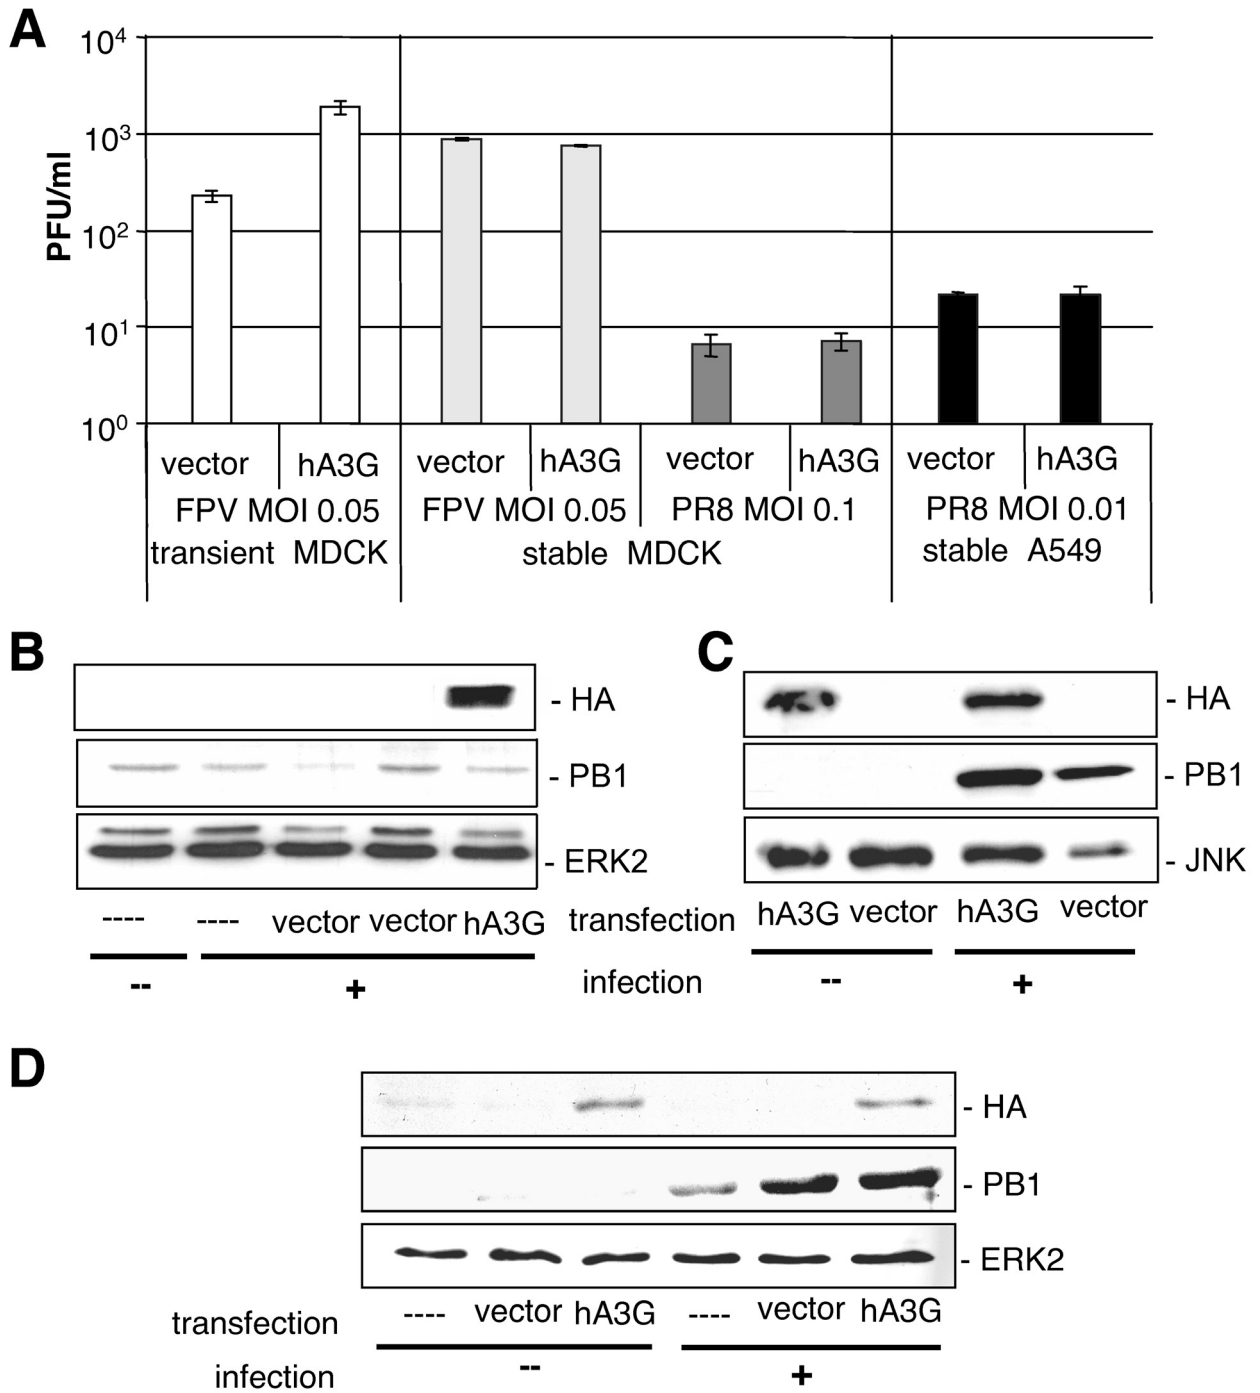 A
10⁴
10³
10²
10¹
10⁰
PFU/ml
vector hA3G vector hA3G vector hA3G vector hA3G
FPV MOI 0.05 FPV MOI 0.05 PR8 MOI 0.1 PR8 MOI 0.01
transient MDCK stable MDCK stable A549
B
- HA
- PB1
- ERK2
---- ---- vector vector hA3G transfection
-- + infection
C
- HA
- PB1
- JNK
hA3G vector hA3G vector
-- +
D
- HA
- PB1
- ERK2
transfection ---- vector hA3G ---- vector hA3G
infection -- +